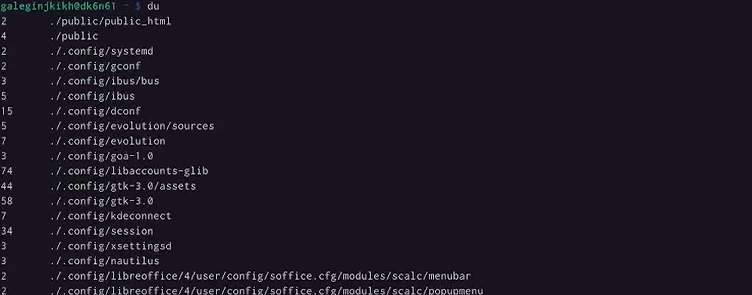 galeginjkikh@dk6n61 ~ $ du
2 ./public/public_html
4 ./public
2 ./.config/systemd
2 ./.config/gconf
3 ./.config/ibus/bus
5 ./.config/ibus
15 ./.config/dconf
5 ./.config/evolution/sources
7 ./.config/evolution
3 ./.config/goa-1.0
74 ./.config/libaccounts-glib
44 ./.config/gtk-3.0/assets
58 ./.config/gtk-3.0
7 ./.config/kdeconnect
34 ./.config/session
3 ./.config/xsettingsd
3 ./.config/nautilus
2 ./.config/libreoffice/4/user/config/soffice.cfg/modules/scalc/menubar
2 ./.config/libreoffice/4/user/config/soffice.cfg/modules/scalc/popupmenu